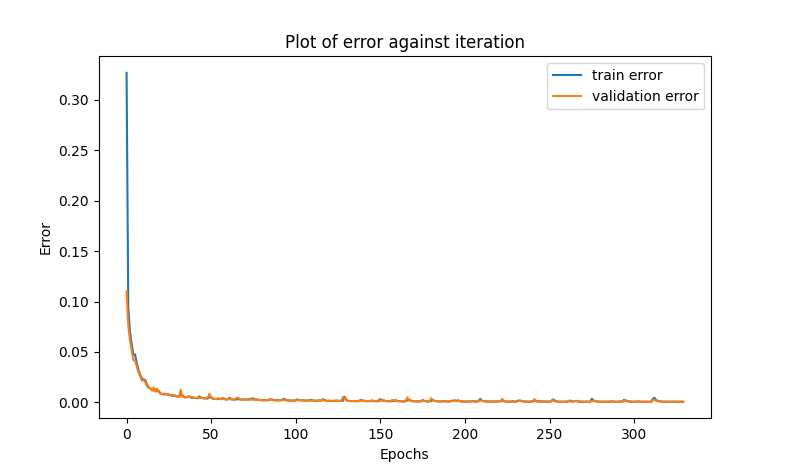 Plot of error against iteration
train error
validation error
Error
0.30
0.25
0.20
0.15
0.10
0.05
0.00
0 50 100 150 200 250 300
Epochs